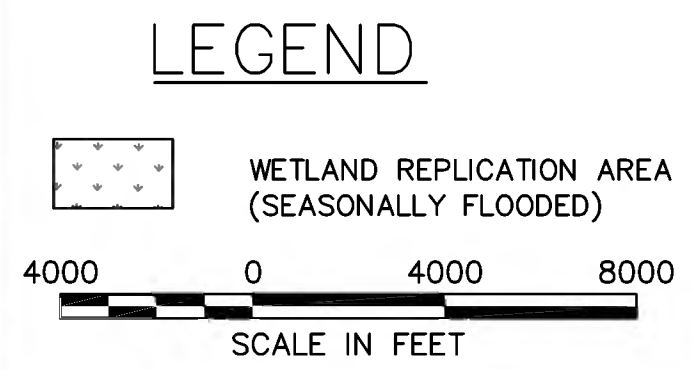 LEGEND
WETLAND REPLICATION AREA
(SEASONALLY FLOODED)
4000 0 4000 8000
SCALE IN FEET